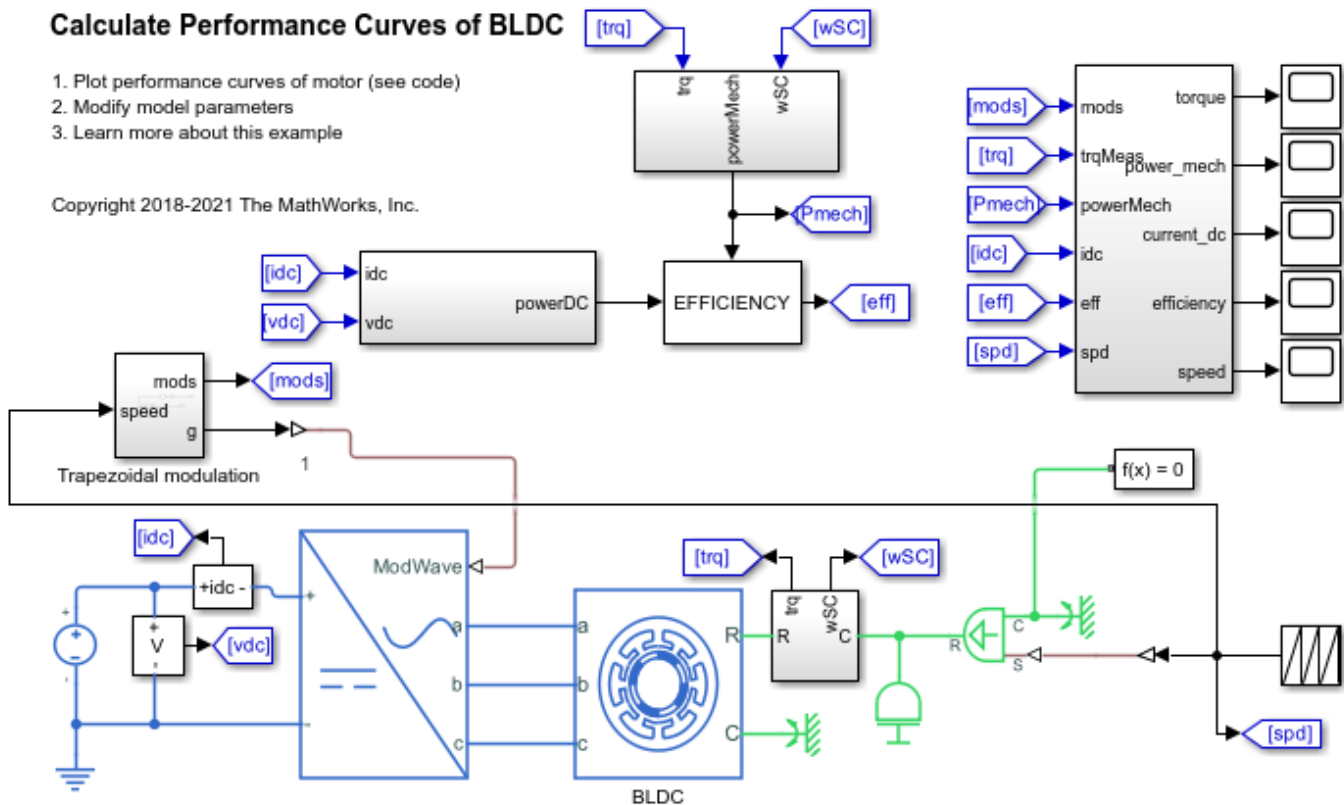 Calculate Performance Curves of BLDC
1. Plot performance curves of motor (see code)
2. Modify model parameters
3. Learn more about this example
Copyright 2018-2021 The MathWorks, Inc.
[trq]
[wSC]
trq
powerMech
wSC
[Pmech]
[idc]
[vdc]
idc
vdc
powerDC
EFFICIENCY
[eff]
[mods]
[trq]
[Pmech]
[idc]
[eff]
[spd]
mods
trqMeas
powerMech
idc
eff
spd
torque
power_mech
current_dc
efficiency
speed
speed
mods
g
[mods]
1
Trapezoidal modulation
f(x) = 0
[idc]
+idc -
+
+
-
-
+
V
-
[vdc]
+
-
ModWave
a
b
c
a
b
c
R
C
BLDC
[trq]
[wSC]
trq
wSC
R
C
R
C
S
[spd]